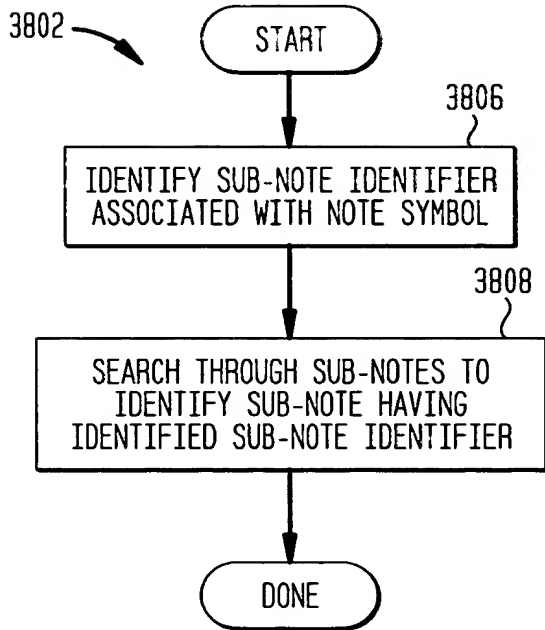 3802
START
3806
IDENTIFY SUB-NOTE IDENTIFIER
ASSOCIATED WITH NOTE SYMBOL
3808
SEARCH THROUGH SUB-NOTES TO
IDENTIFY SUB-NOTE HAVING
IDENTIFIED SUB-NOTE IDENTIFIER
DONE